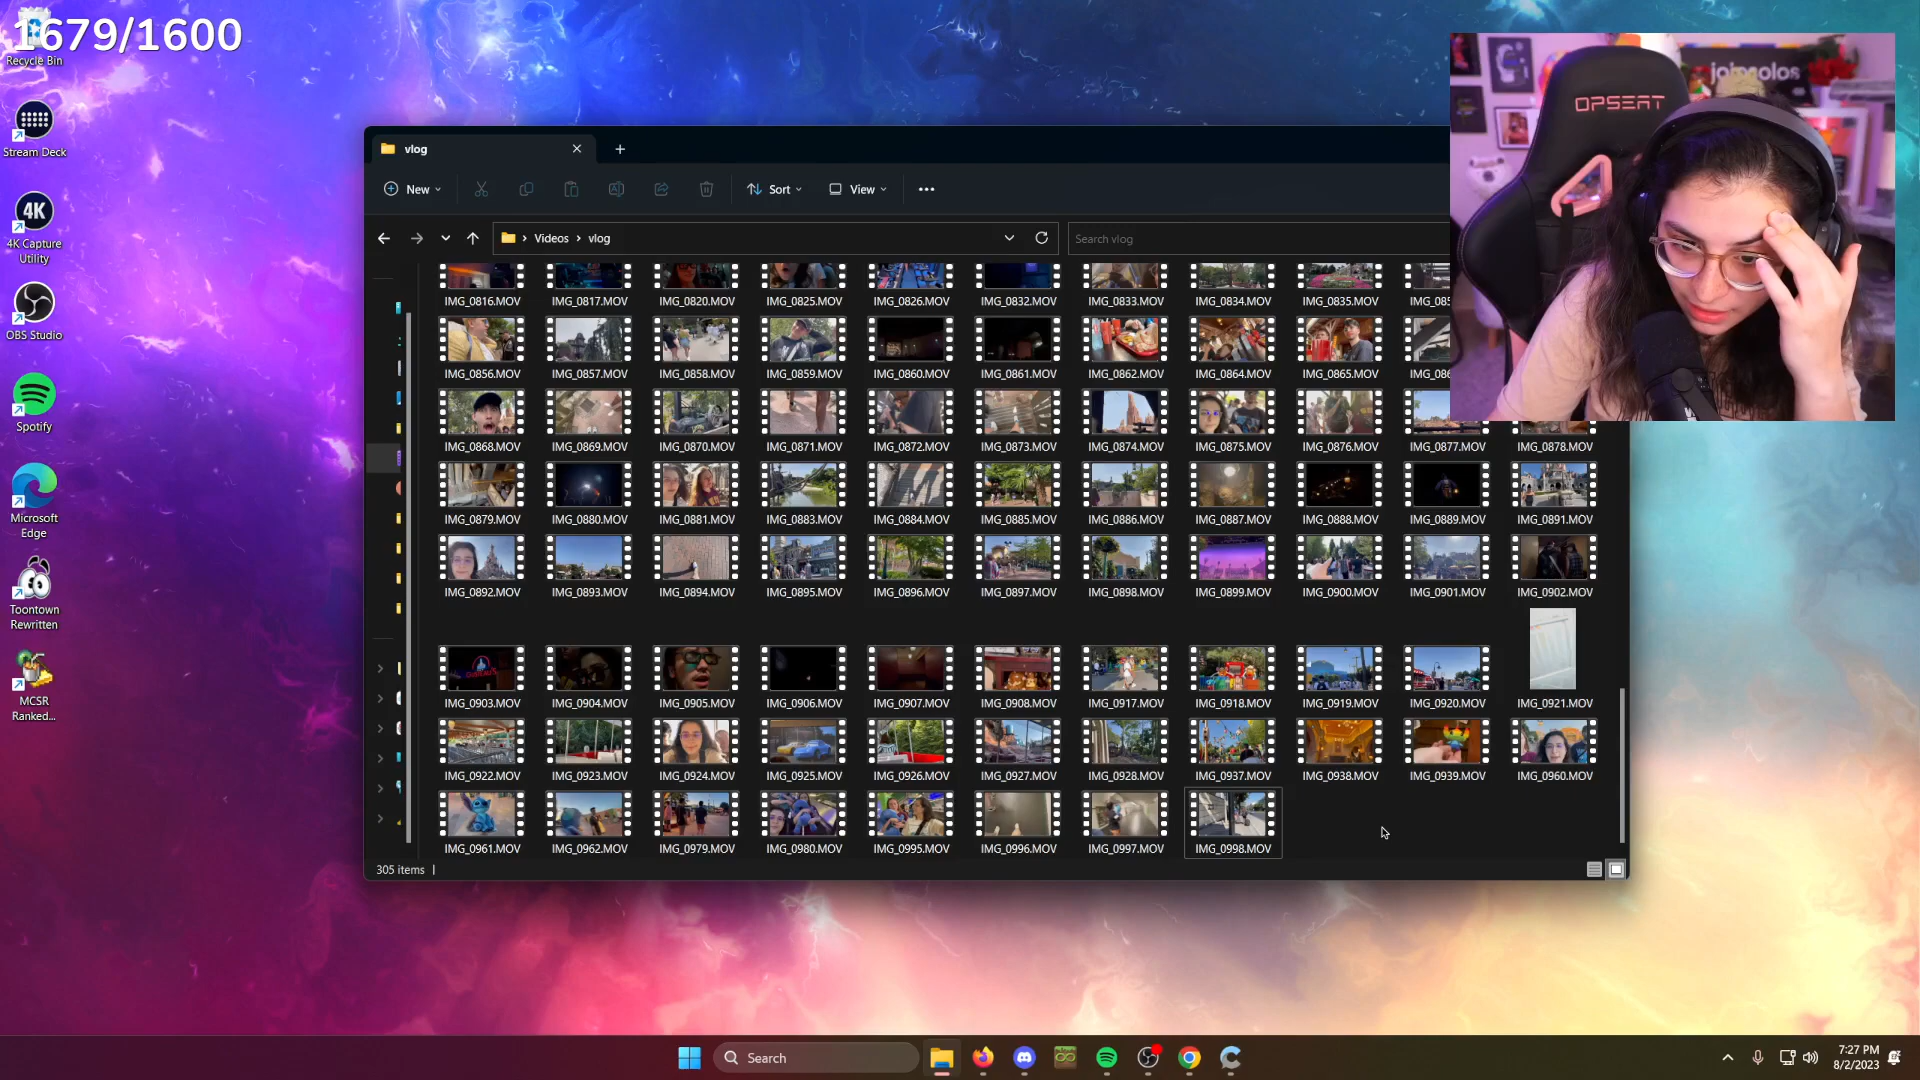 1679/1600
Recycle Bin
Stream Deck
4K
4K Capture
Utility
OBS Studio
Spotify
Microsoft
Edge
Toontown
Rewritten
MCSR
Ranked...
vlog
New
Sort
View
Videos
vlog
Search vlog
OPSEAT
IMG_0816.MOV IMG_0817.MOV IMG_0820.MOV IMG_0825.MOV IMG_0826.MOV IMG_0832.MOV IMG_0833.MOV IMG_0834.MOV IMG_0835.MOV
IMG_0856.MOV IMG_0857.MOV IMG_0858.MOV IMG_0859.MOV IMG_0860.MOV IMG_0861.MOV IMG_0862.MOV IMG_0864.MOV IMG_0865.MOV
IMG_0868.MOV IMG_0869.MOV IMG_0870.MOV IMG_0871.MOV IMG_0872.MOV IMG_0873.MOV IMG_0874.MOV IMG_0875.MOV IMG_0876.MOV IMG_0877.MOV IMG_0878.MOV
IMG_0879.MOV IMG_0880.MOV IMG_0881.MOV IMG_0883.MOV IMG_0884.MOV IMG_0885.MOV IMG_0886.MOV IMG_0887.MOV IMG_0888.MOV IMG_0889.MOV IMG_0891.MOV
IMG_0892.MOV IMG_0893.MOV IMG_0894.MOV IMG_0895.MOV IMG_0896.MOV IMG_0897.MOV IMG_0898.MOV IMG_0899.MOV IMG_0900.MOV IMG_0901.MOV IMG_0902.MOV
IMG_0903.MOV IMG_0904.MOV IMG_0905.MOV IMG_0906.MOV IMG_0907.MOV IMG_0908.MOV IMG_0917.MOV IMG_0918.MOV IMG_0919.MOV IMG_0920.MOV IMG_0921.MOV
IMG_0922.MOV IMG_0923.MOV IMG_0924.MOV IMG_0925.MOV IMG_0926.MOV IMG_0927.MOV IMG_0928.MOV IMG_0937.MOV IMG_0938.MOV IMG_0939.MOV IMG_0960.MOV
IMG_0961.MOV IMG_0962.MOV IMG_0979.MOV IMG_0980.MOV IMG_0995.MOV IMG_0996.MOV IMG_0997.MOV IMG_0998.MOV
305 items
Search
7:27 PM
8/2/2023